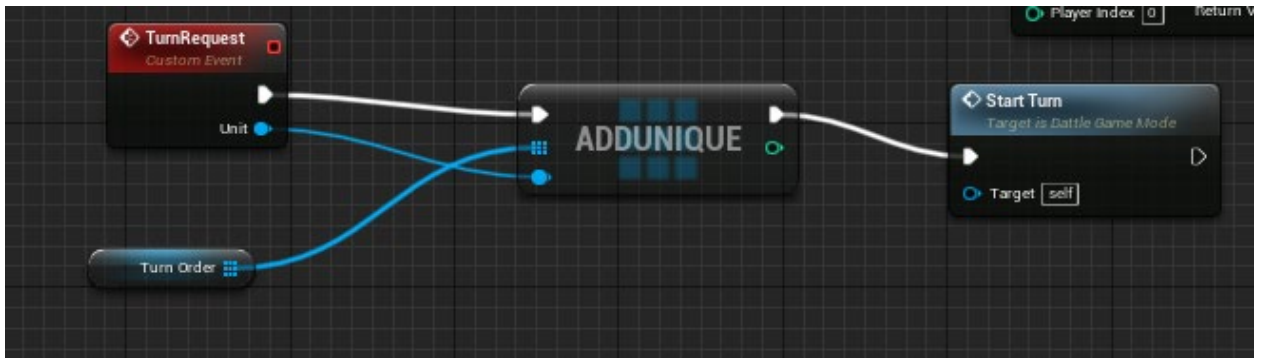 TurnRequest
Custom Event
Unit
Turn Order
ADDUNIQUE
Player Index 0
Return V
Start Turn
Target is Battle Game Mode
Target self